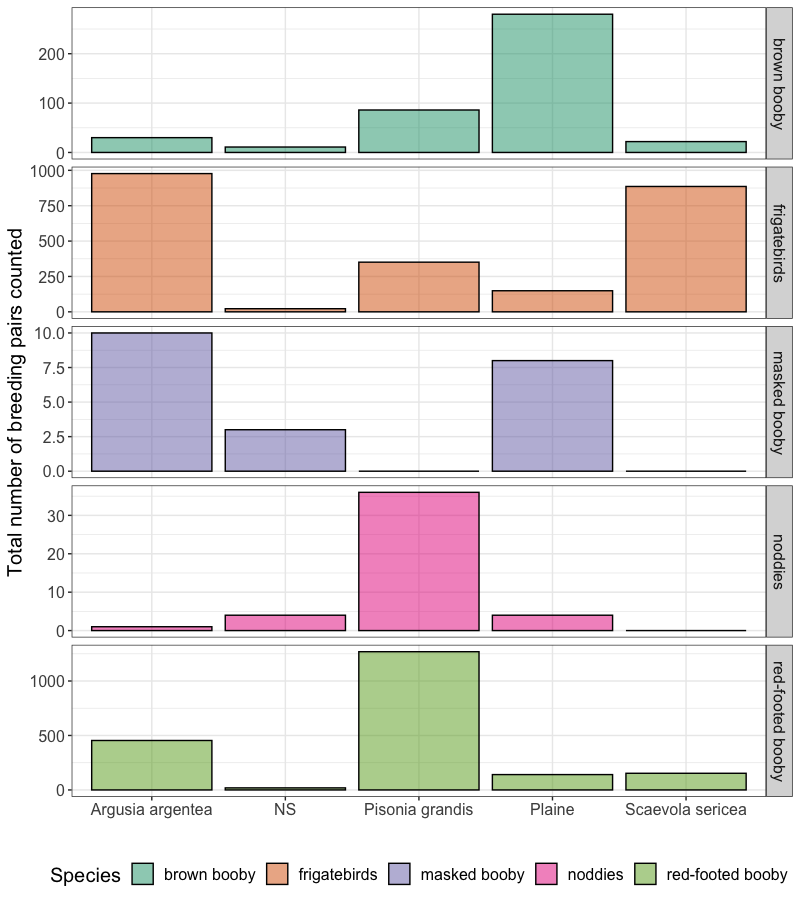 Total number of breeding pairs counted
200
100
0
brown booby
1000
750
500
250
0
frigatebirds
10.0
7.5
5.0
2.5
0.0
masked booby
30
20
10
0
noddies
1000
500
0
red-footed booby
Argusia argentea NS Pisonia grandis Plaine Scaevola sericea
Species brown booby frigatebirds masked booby noddies red-footed booby